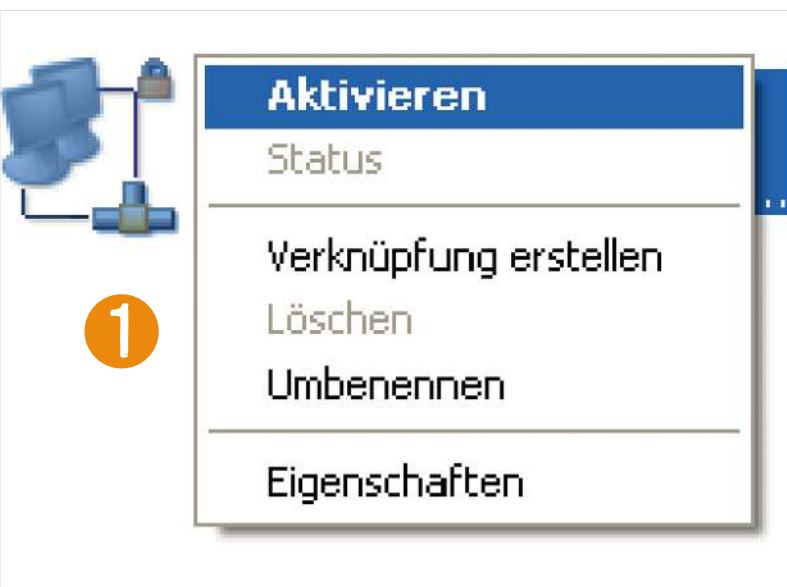 Aktivieren
Status
...
Verknüpfung erstellen
1
Löschen
Umbenennen
Eigenschaften